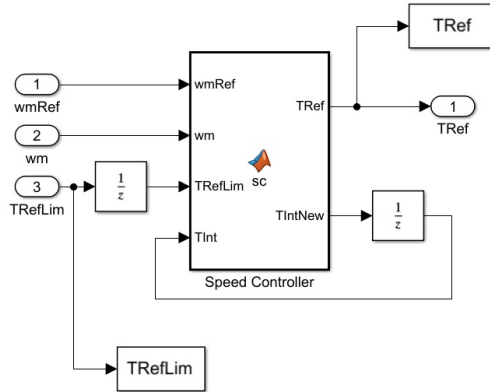 TRef
1
wmRef
wmRef
TRef
1
TRef
2
wm
wm
sc
3
TRefLim
1
z
TRefLim
TInt
TIntNew
1
z
Speed Controller
TRefLim